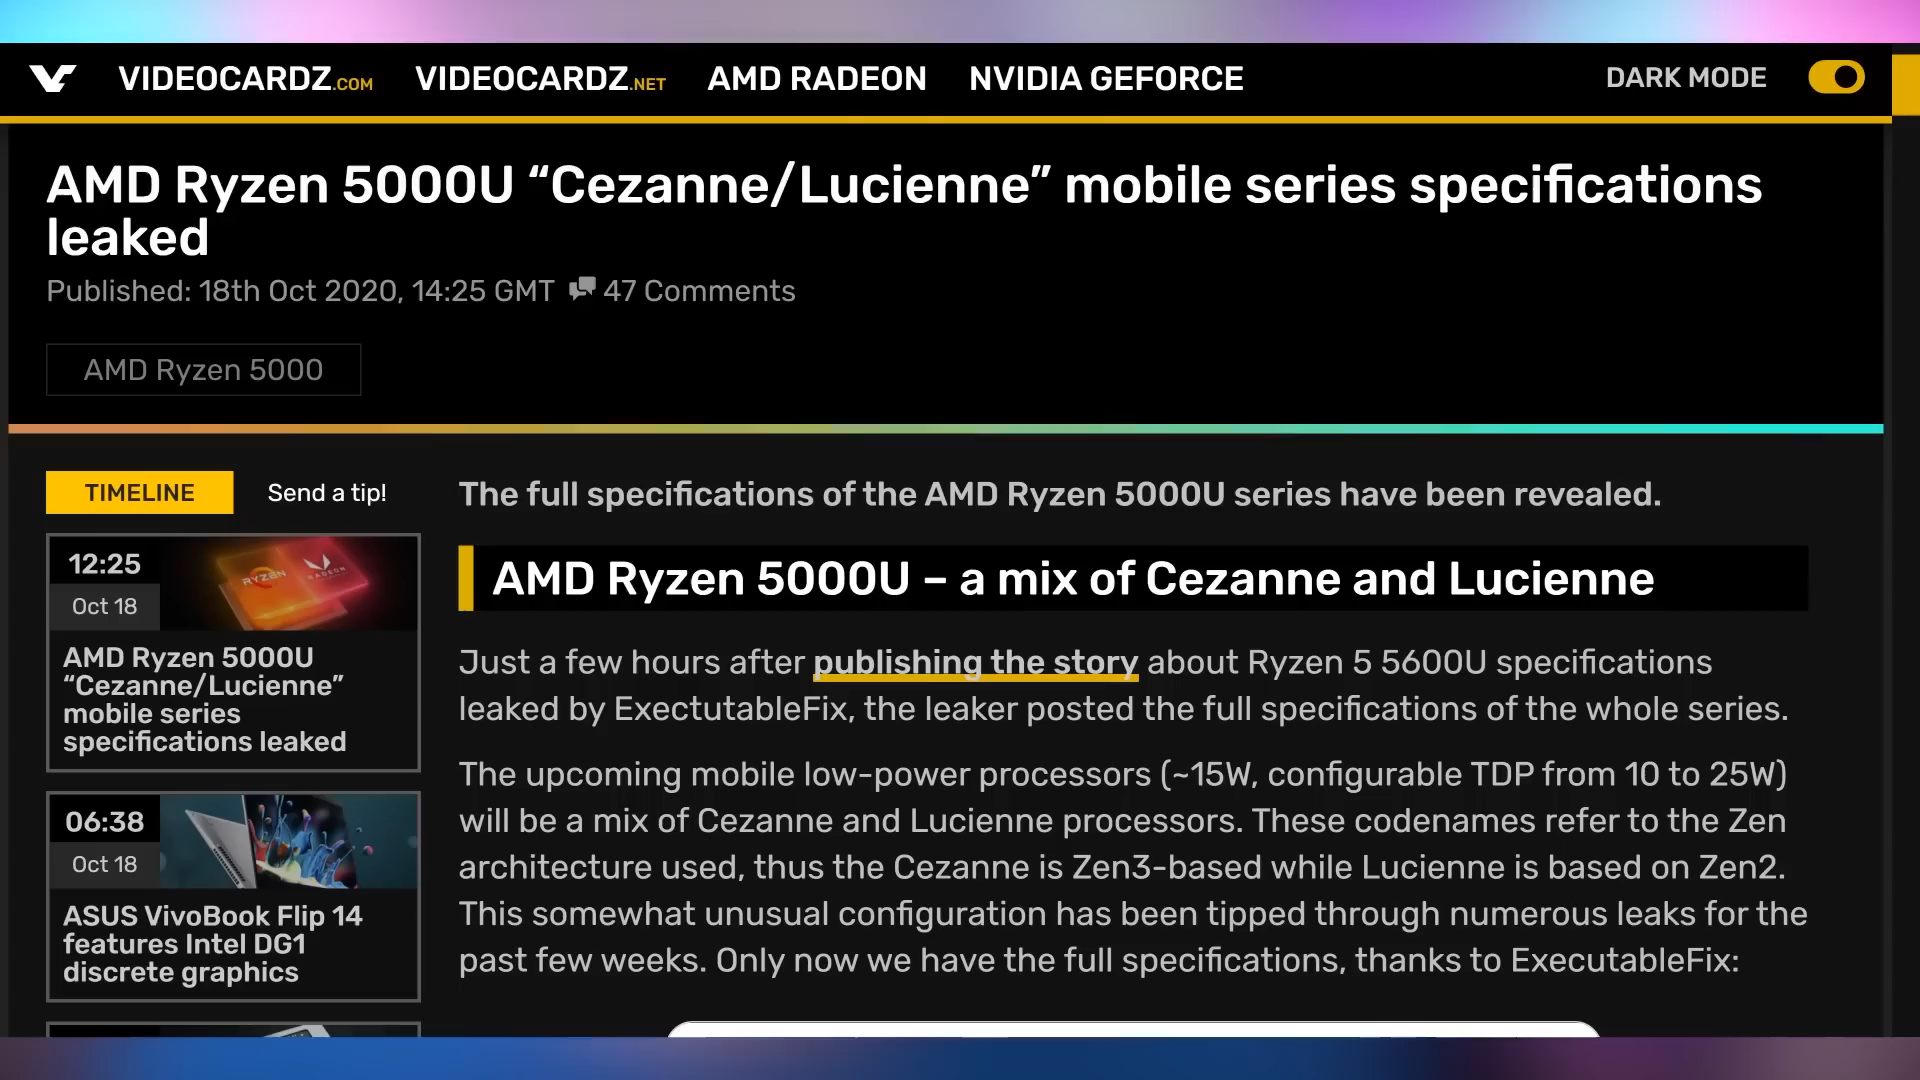 VIDEOCARDZ.COM VIDEOCARDZ.NET AMD RADEON NVIDIA GEFORCE DARK MODE
AMD Ryzen 5000U “Cezanne/Lucienne” mobile series specifications
leaked
Published: 18th Oct 2020, 14:25 GMT 47 Comments
AMD Ryzen 5000
TIMELINE Send a tip!
12:25
Oct 18
RYZEN RADEON
AMD Ryzen 5000U
“Cezanne/Lucienne”
mobile series
specifications leaked
06:38
Oct 18
ASUS VivoBook Flip 14
features Intel DG1
discrete graphics
The full specifications of the AMD Ryzen 5000U series have been revealed.
AMD Ryzen 5000U – a mix of Cezanne and Lucienne
Just a few hours after publishing the story about Ryzen 5 5600U specifications
leaked by ExectutableFix, the leaker posted the full specifications of the whole series.
The upcoming mobile low-power processors (~15W, configurable TDP from 10 to 25W)
will be a mix of Cezanne and Lucienne processors. These codenames refer to the Zen
architecture used, thus the Cezanne is Zen3-based while Lucienne is based on Zen2.
This somewhat unusual configuration has been tipped through numerous leaks for the
past few weeks. Only now we have the full specifications, thanks to ExecutableFix: